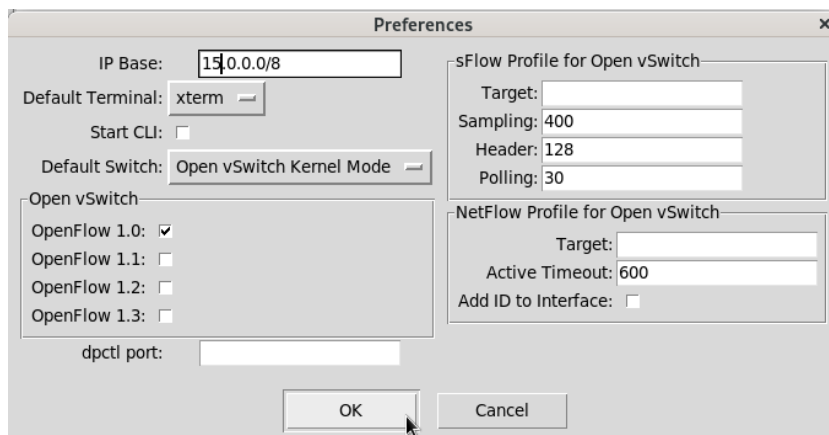 Preferences
IP Base: 15.0.0.0/8
Default Terminal: xterm
Start CLI:
Default Switch: Open vSwitch Kernel Mode
Open vSwitch
OpenFlow 1.0:
OpenFlow 1.1:
OpenFlow 1.2:
OpenFlow 1.3:
dpctl port:
sFlow Profile for Open vSwitch
Target:
Sampling: 400
Header: 128
Polling: 30
NetFlow Profile for Open vSwitch
Target:
Active Timeout: 600
Add ID to Interface:
OK
Cancel